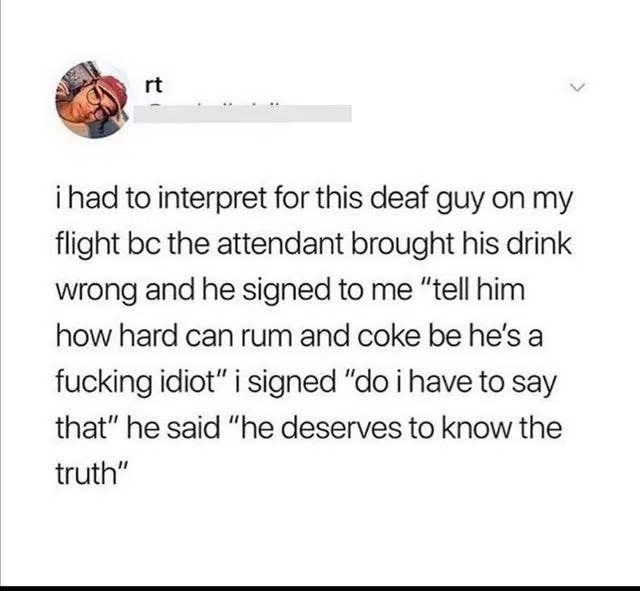 rt
i had to interpret for this deaf guy on my
flight bc the attendant brought his drink
wrong and he signed to me "tell him
how hard can rum and coke be he's a
fucking idiot" i signed "do i have to say
that" he said "he deserves to know the
truth"